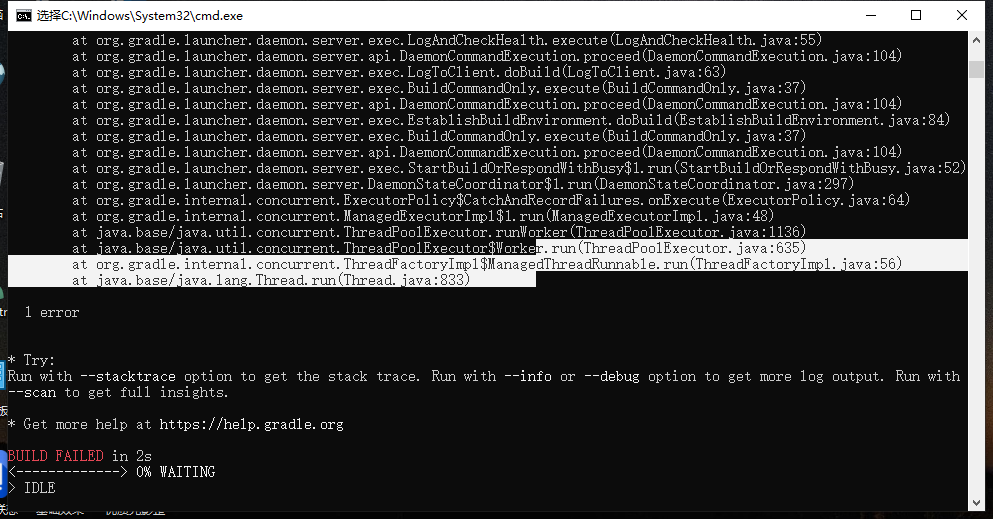 选择C:\Windows\System32\cmd.exe
at org.gradle.launcher.daemon.server.exec.LogAndCheckHealth.execute(LogAndCheckHealth.java:55)
at org.gradle.launcher.daemon.server.api.DaemonCommandExecution.proceed(DaemonCommandExecution.java:104)
at org.gradle.launcher.daemon.server.exec.LogToClient.doBuild(LogToClient.java:63)
at org.gradle.launcher.daemon.server.exec.BuildCommandOnly.execute(BuildCommandOnly.java:37)
at org.gradle.launcher.daemon.server.api.DaemonCommandExecution.proceed(DaemonCommandExecution.java:104)
at org.gradle.launcher.daemon.server.exec.EstablishBuildEnvironment.doBuild(EstablishBuildEnvironment.java:84)
at org.gradle.launcher.daemon.server.exec.BuildCommandOnly.execute(BuildCommandOnly.java:37)
at org.gradle.launcher.daemon.server.api.DaemonCommandExecution.proceed(DaemonCommandExecution.java:104)
at org.gradle.launcher.daemon.server.exec.StartBuildOrRespondWithBusy$1.run(StartBuildOrRespondWithBusy.java:52)
at org.gradle.launcher.daemon.server.DaemonStateCoordinator$1.run(DaemonStateCoordinator.java:297)
at org.gradle.internal.concurrent.ExecutorPolicy$CatchAndRecordFailures.onExecute(ExecutorPolicy.java:64)
at org.gradle.internal.concurrent.ManagedExecutorImpl$1.run(ManagedExecutorImpl.java:48)
at java.base/java.util.concurrent.ThreadPoolExecutor.runWorker(ThreadPoolExecutor.java:1136)
at java.base/java.util.concurrent.ThreadPoolExecutor$Worker.run(ThreadPoolExecutor.java:635)
at org.gradle.internal.concurrent.ThreadFactoryImpl$ManagedThreadRunnable.run(ThreadFactoryImpl.java:56)
at java.base/java.lang.Thread.run(Thread.java:833)
1 error
* Try:
Run with --stacktrace option to get the stack trace. Run with --info or --debug option to get more log output. Run with
--scan to get full insights.
* Get more help at https://help.gradle.org
BUILD FAILED in 2s
<-------------> 0% WAITING
> IDLE